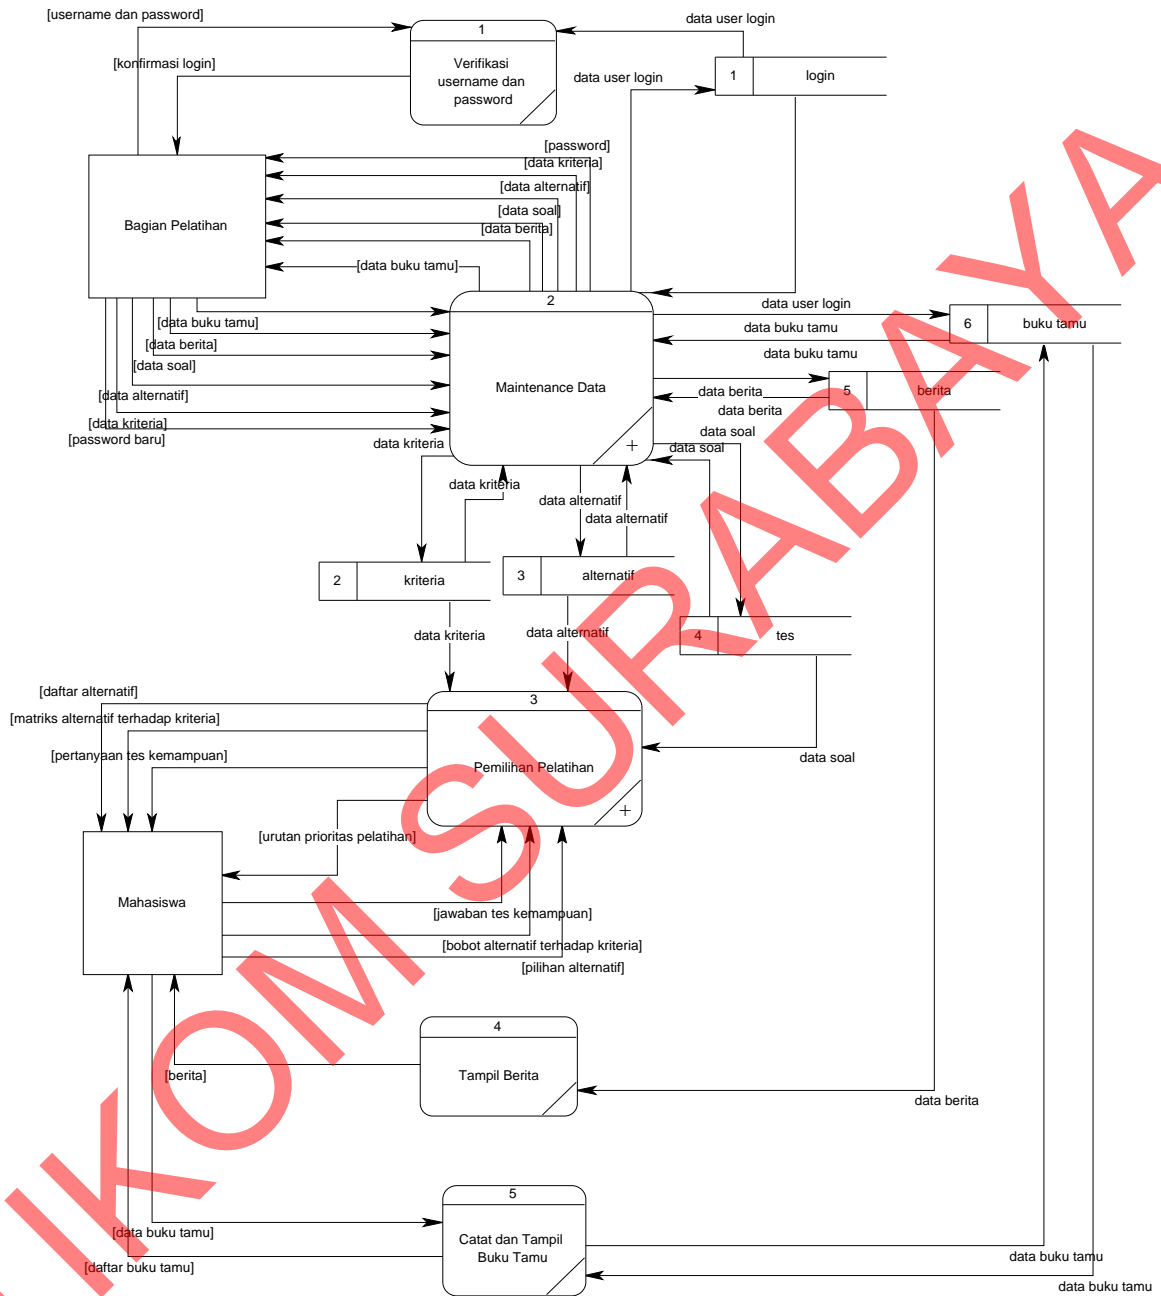 [username dan password]
data user login
1
Verifikasi
username dan
password
[konfirmasi login]
data user login
1
login
[password]
[data kriteria]
[data alternatif]
[data soal]
[data berita]
[data buku tamu]
Bagian Pelatihan
2
Maintenance Data
+
data user login
6
buku tamu
data buku tamu
data buku tamu
5
berita
data berita
data berita
data soal
data soal
[data buku tamu]
[data berita]
[data soal]
[data alternatif]
[data kriteria]
[password baru]
data kriteria
data kriteria
data alternatif
data alternatif
2
kriteria
3
alternatif
4
tes
data kriteria
data alternatif
data soal
[daftar alternatif]
[matriks alternatif terhadap kriteria]
[pertanyaan tes kemampuan]
3
Pemilihan Pelatihan
+
[urutan prioritas pelatihan]
Mahasiswa
[jawaban tes kemampuan]
[bobot alternatif terhadap kriteria]
[pilihan alternatif]
4
Tampil Berita
[berita]
data berita
5
Catat dan Tampil
Buku Tamu
[data buku tamu]
[daftar buku tamu]
data buku tamu
data buku tamu
IKOM SURABAYA